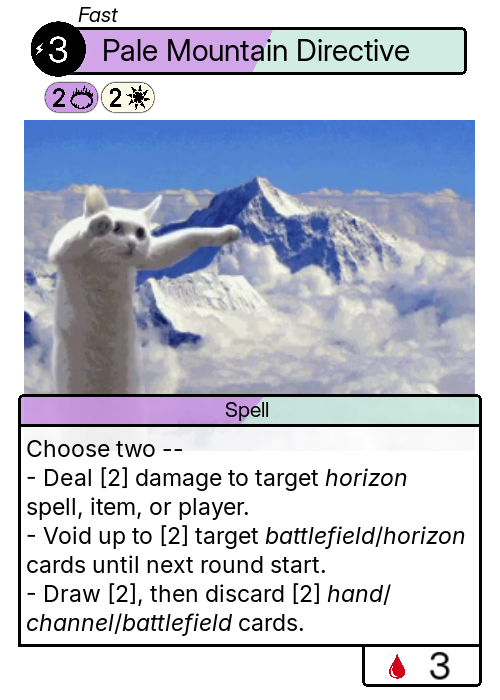 Fast
3 Pale Mountain Directive
2 2
Spell
Choose two --
- Deal [2] damage to target horizon
spell, item, or player.
- Void up to [2] target battlefield/horizon
cards until next round start.
- Draw [2], then discard [2] hand/
channel/battlefield cards.
3